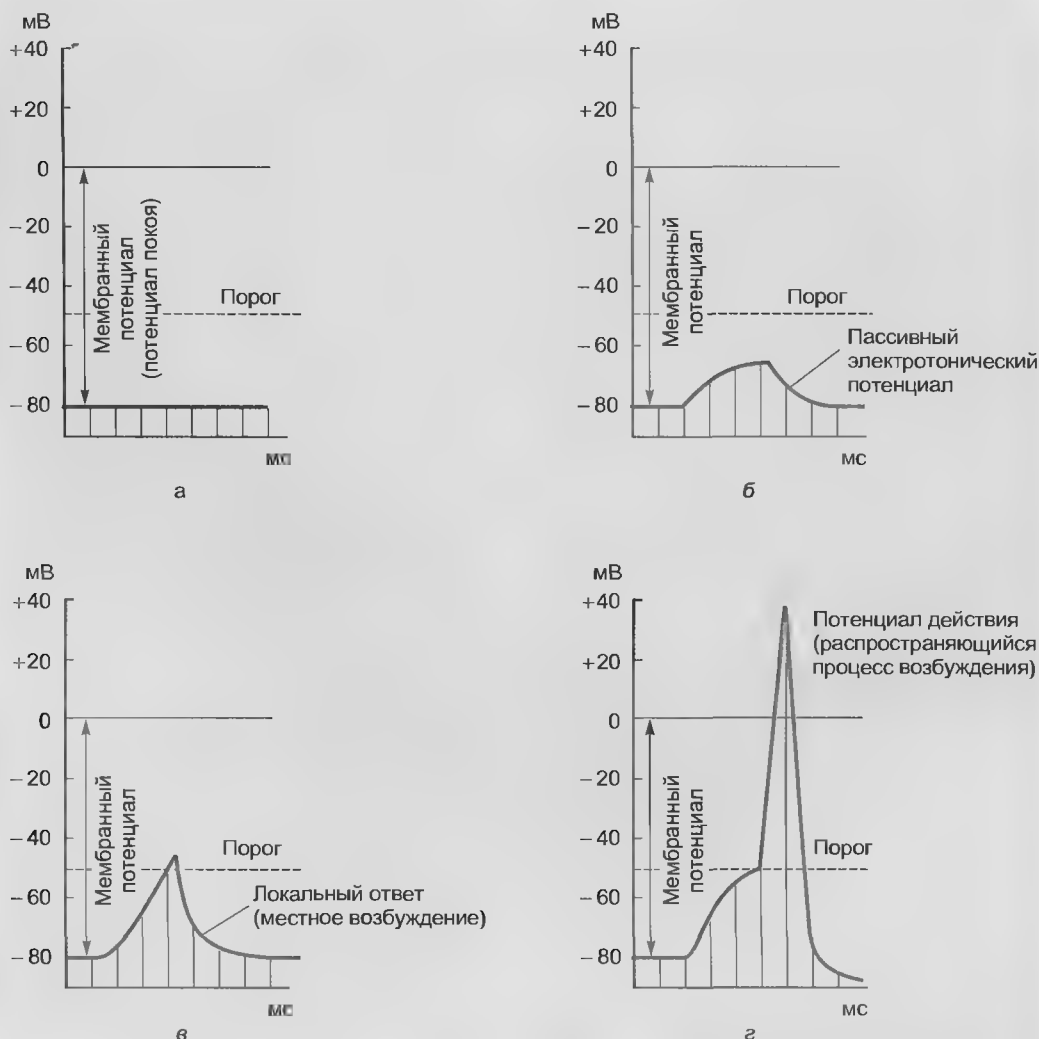 мВ
+40
+20
0
−20
−40
−60
−80
Мембранный
потенциал
(потенциал покоя)
Порог
мс
а
мВ
+40
+20
0
−20
−40
−60
−80
Мембранный
потенциал
Порог
Пассивный
электротонический
потенциал
мс
б
мВ
+40
+20
0
−20
−40
−60
−80
Мембранный
потенциал
Порог
Локальный ответ
(местное возбуждение)
мс
в
мВ
+40
+20
0
−20
−40
−60
−80
Мембранный
потенциал
Потенциал действия
(распространяющийся
процесс возбуждения)
Порог
мс
г